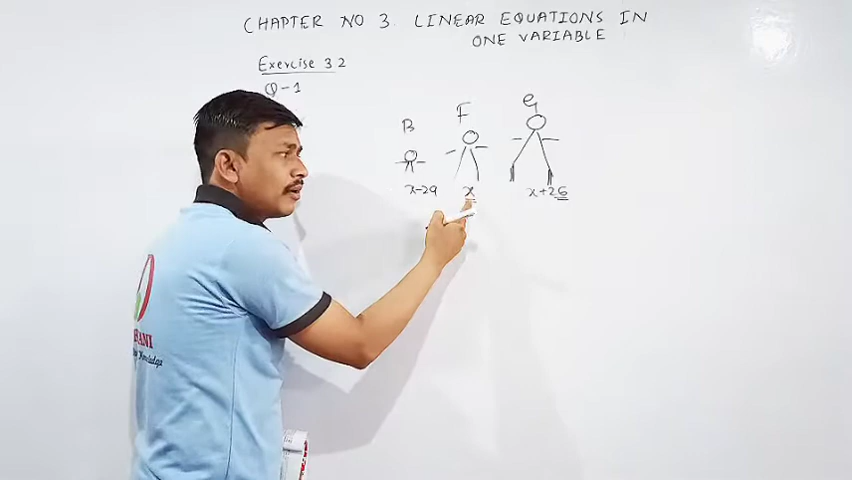 CHAPTER NO 3. LINEAR EQUATIONS IN
ONE VARIABLE
Exercise 3.2
Q-1
B F G
x-29 x x+26